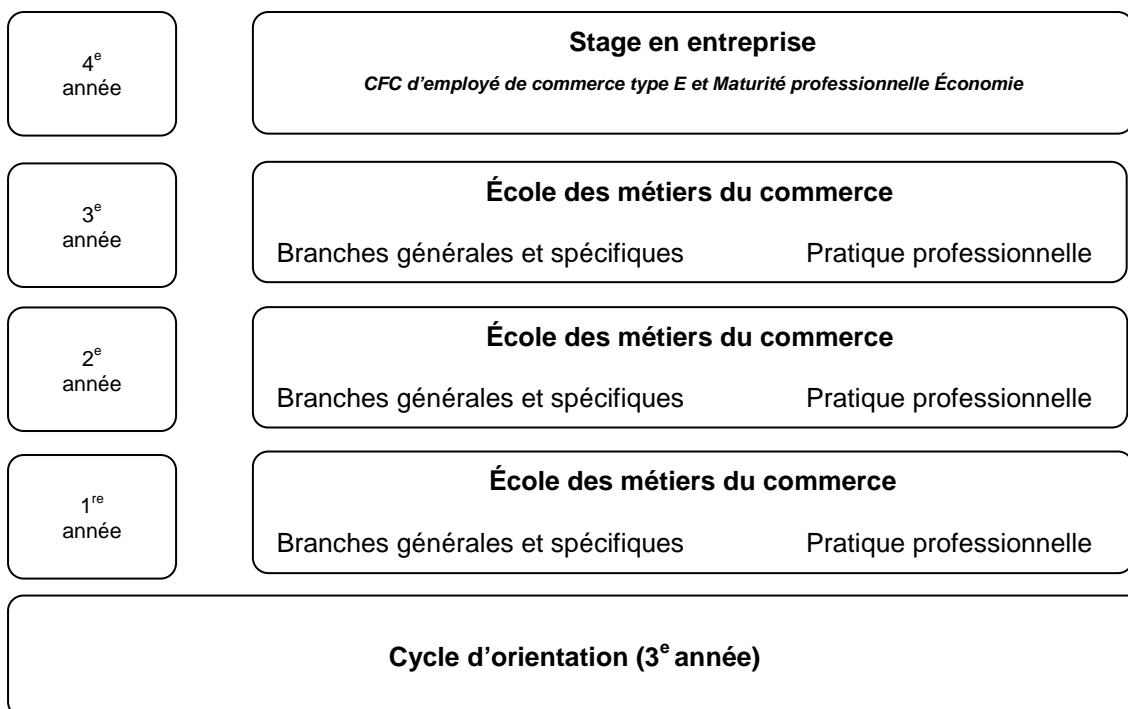 4e
année
Stage en entreprise
CFC d'employé de commerce type E et Maturité professionnelle Économie
3e
année
École des métiers du commerce
Branches générales et spécifiques Pratique professionnelle
2e
année
École des métiers du commerce
Branches générales et spécifiques Pratique professionnelle
1re
année
École des métiers du commerce
Branches générales et spécifiques Pratique professionnelle
Cycle d'orientation (3e année)